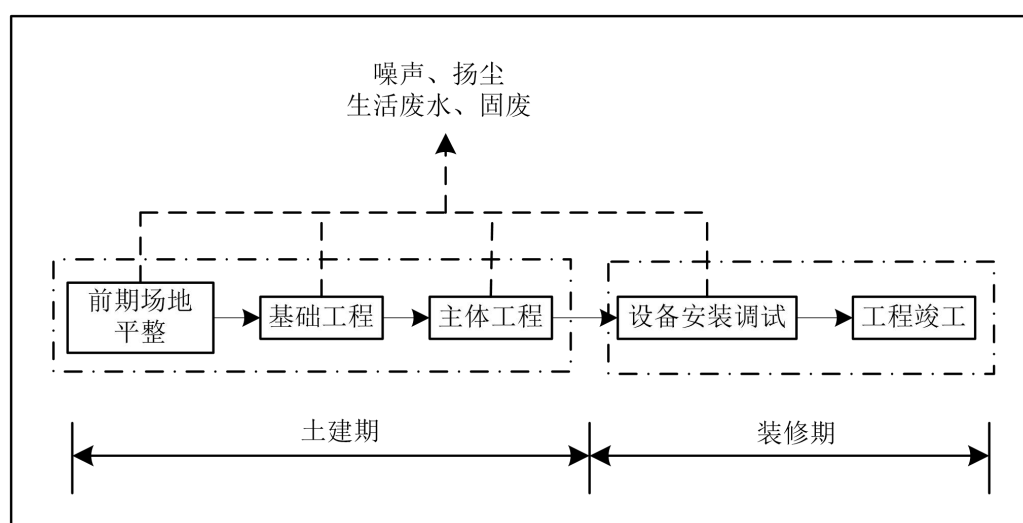 噪声、扬尘
生活废水、固废
前期场地
平整
基础工程
主体工程
设备安装调试
工程竣工
土建期
装修期